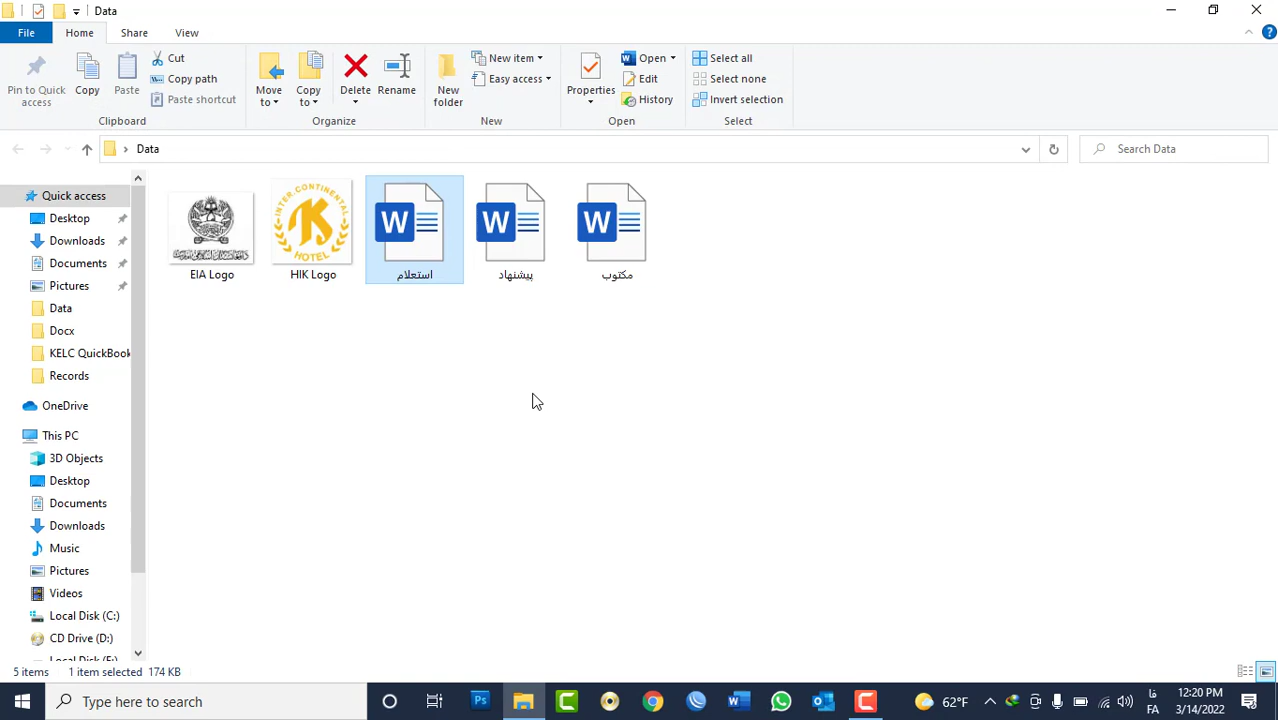 Data
File
Home
Share
View
Pin to Quick access
Copy
Paste
Cut
Copy path
Paste shortcut
Clipboard
Move to
Copy to
Delete
Rename
Organize
New folder
New item
Easy access
New
Properties
Open
Edit
History
Open
Select all
Select none
Invert selection
Select
Data
Search Data
Quick access
Desktop
Downloads
Documents
Pictures
Data
Docx
KELC QuickBook
Records
OneDrive
This PC
3D Objects
Desktop
Documents
Downloads
Music
Pictures
Videos
Local Disk (C:)
CD Drive (D:)
INTER.CONTINENTAL
HOTEL
EIA Logo
HIK Logo
استعلام
پیشنهاد
مکتوب
5 items
1 item selected 174 KB
Type here to search
Ps
62°F
فا
FA
12:20 PM
3/14/2022